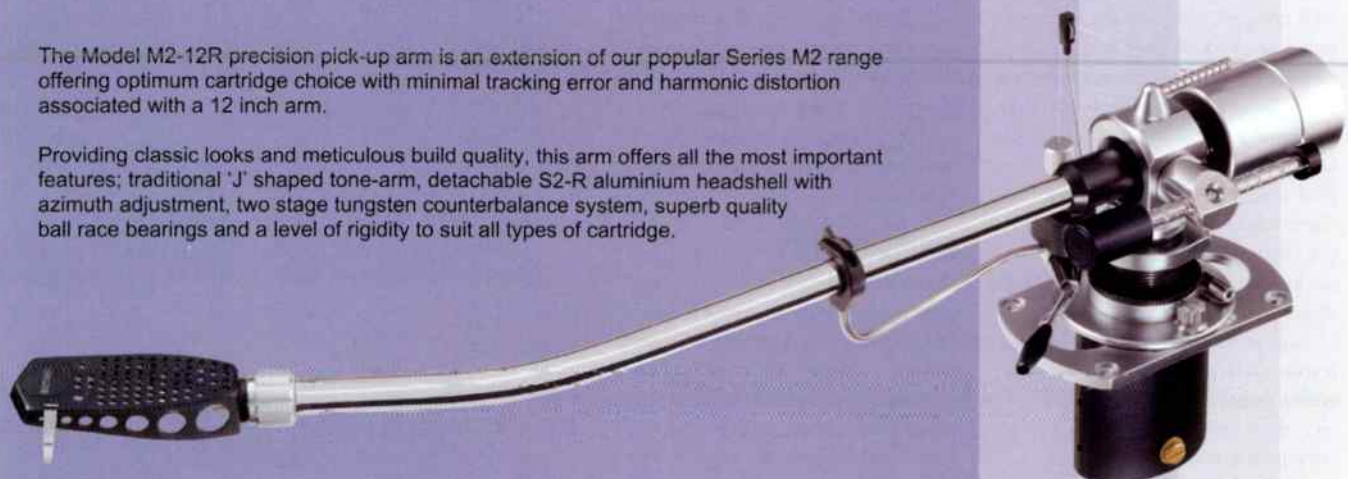 The Model M2-12R precision pick-up arm is an extension of our popular Series M2 range
offering optimum cartridge choice with minimal tracking error and harmonic distortion
associated with a 12 inch arm.
Providing classic looks and meticulous build quality, this arm offers all the most important
features; traditional 'J' shaped tone-arm, detachable S2-R aluminium headshell with
azimuth adjustment, two stage tungsten counterbalance system, superb quality
ball race bearings and a level of rigidity to suit all types of cartridge.